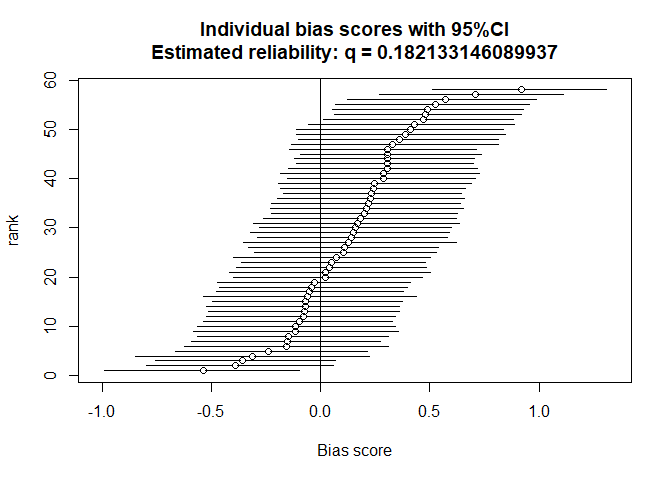 Individual bias scores with 95%CI
Estimated reliability: q = 0.182133146089937
60
50
40
30
20
10
0
rank
-1.0 -0.5 0.0 0.5 1.0
Bias score